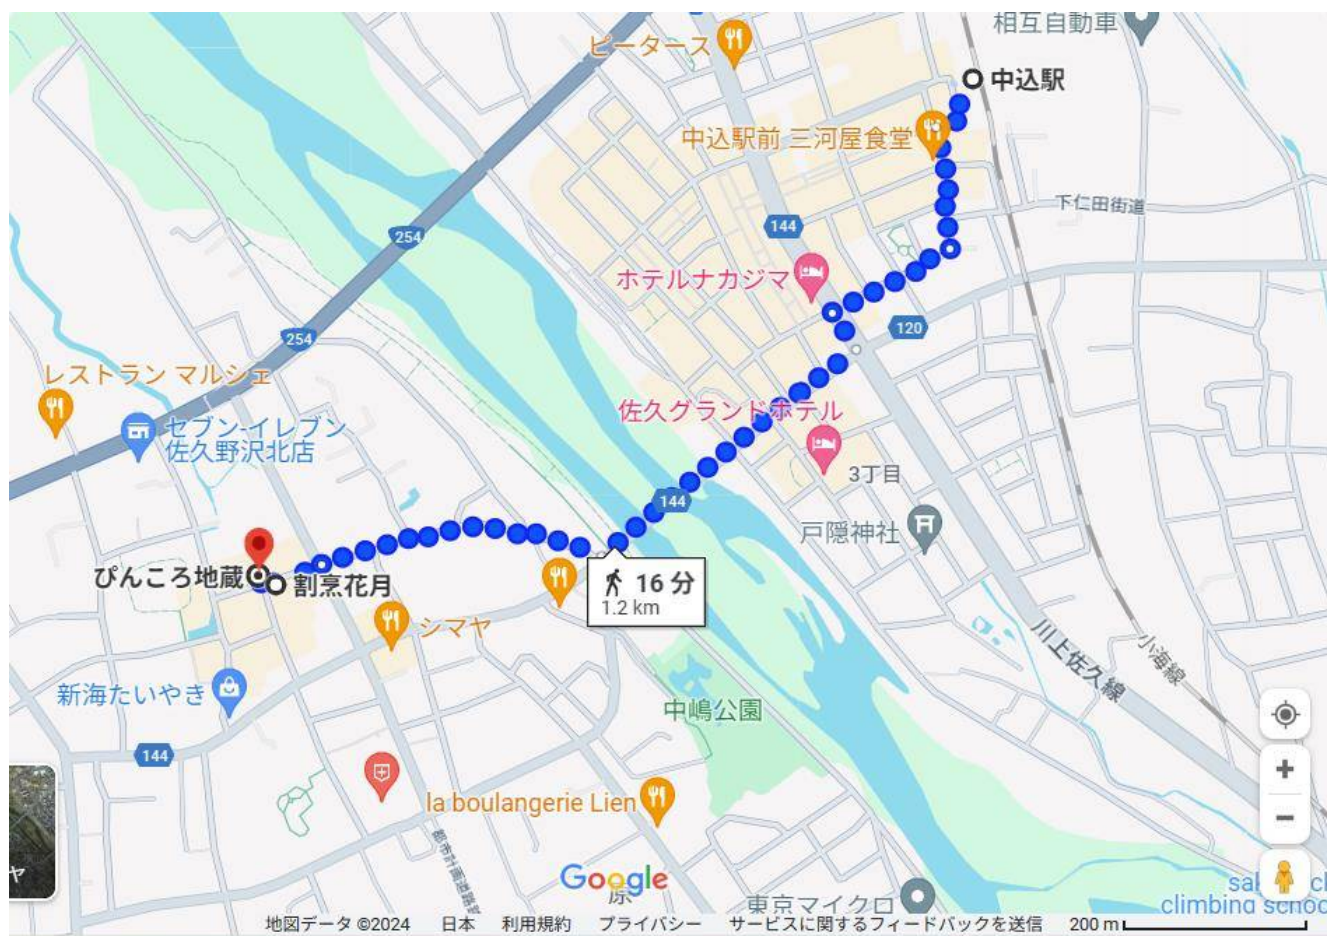 相互自動車
ピータース
中込駅
中込駅前 三河屋食堂
下仁田街道
144
254
ホテルナカジマ
120
254
レストラン マルシェ
セブン-イレブン
佐久野沢北店
佐久グランドホテル
3丁目
144
戸隠神社
ぴんころ地蔵
割烹花月
16 分
1.2 km
シマヤ
川上佐久線
小海線
新海たいやき
中嶋公園
144
la boulangerie Lien
ヤ
Google
原
東京マイクロ
climbing schoo
地図データ ©2024 日本 利用規約 プライバシー サービスに関するフィードバックを送信 200 m